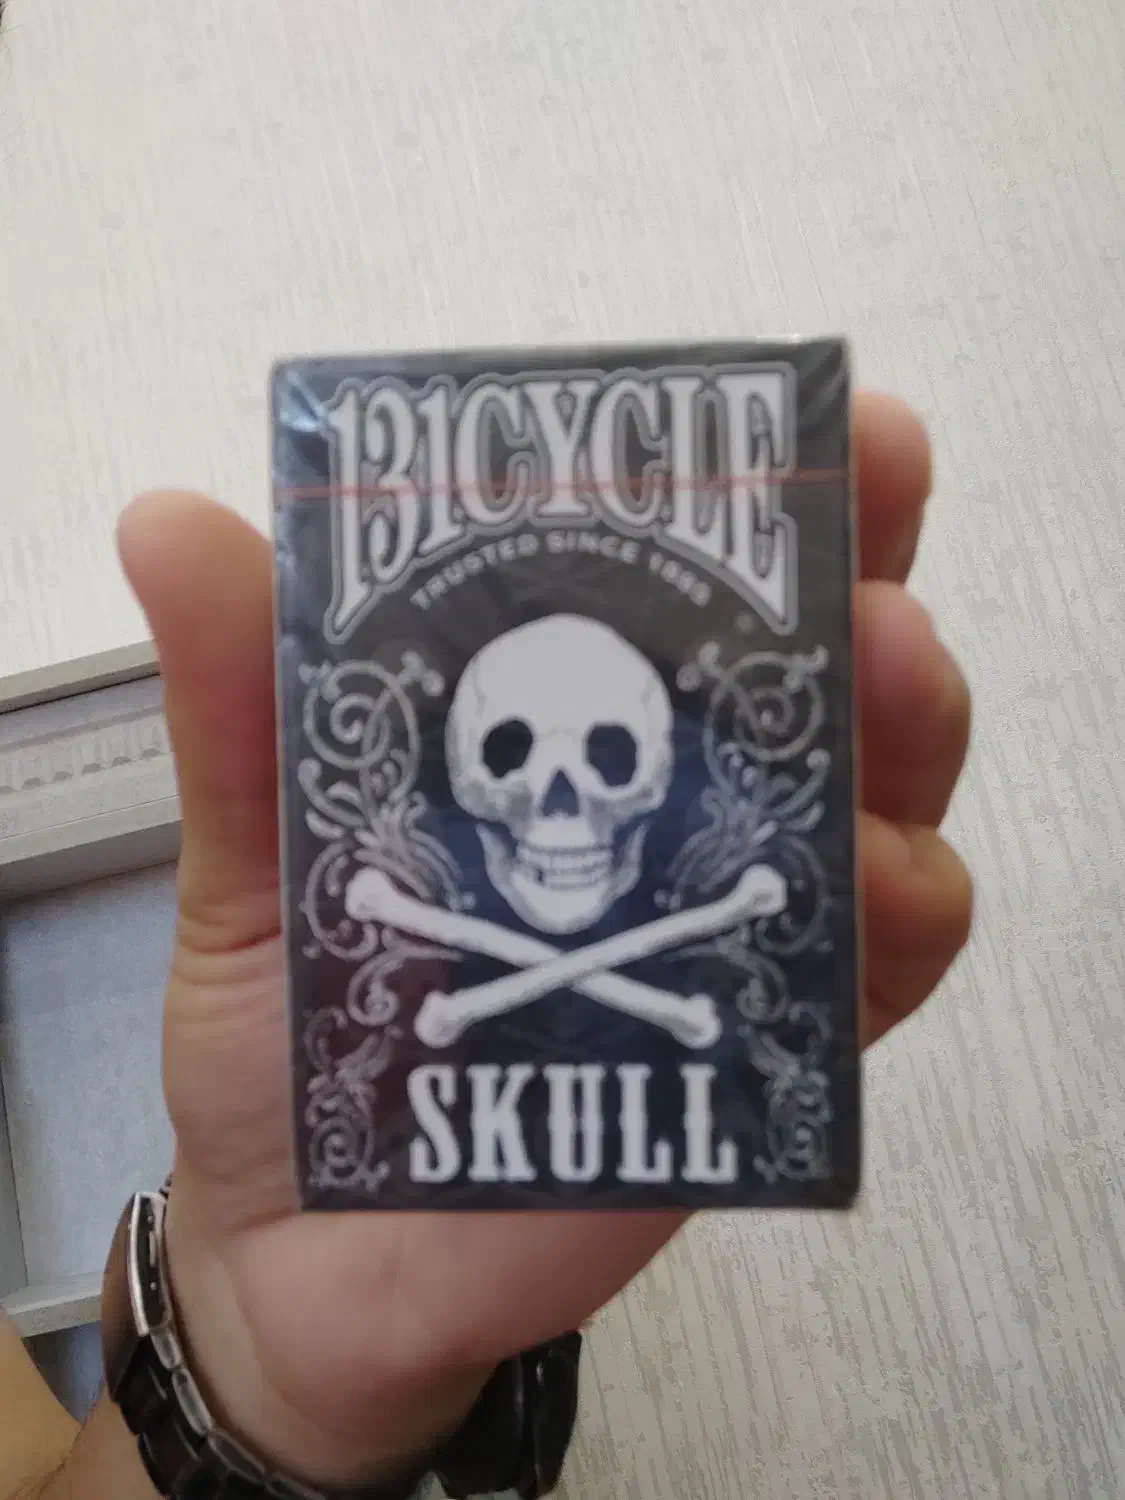 BICYCLE
TRUSTED SINCE 1885
SKULL